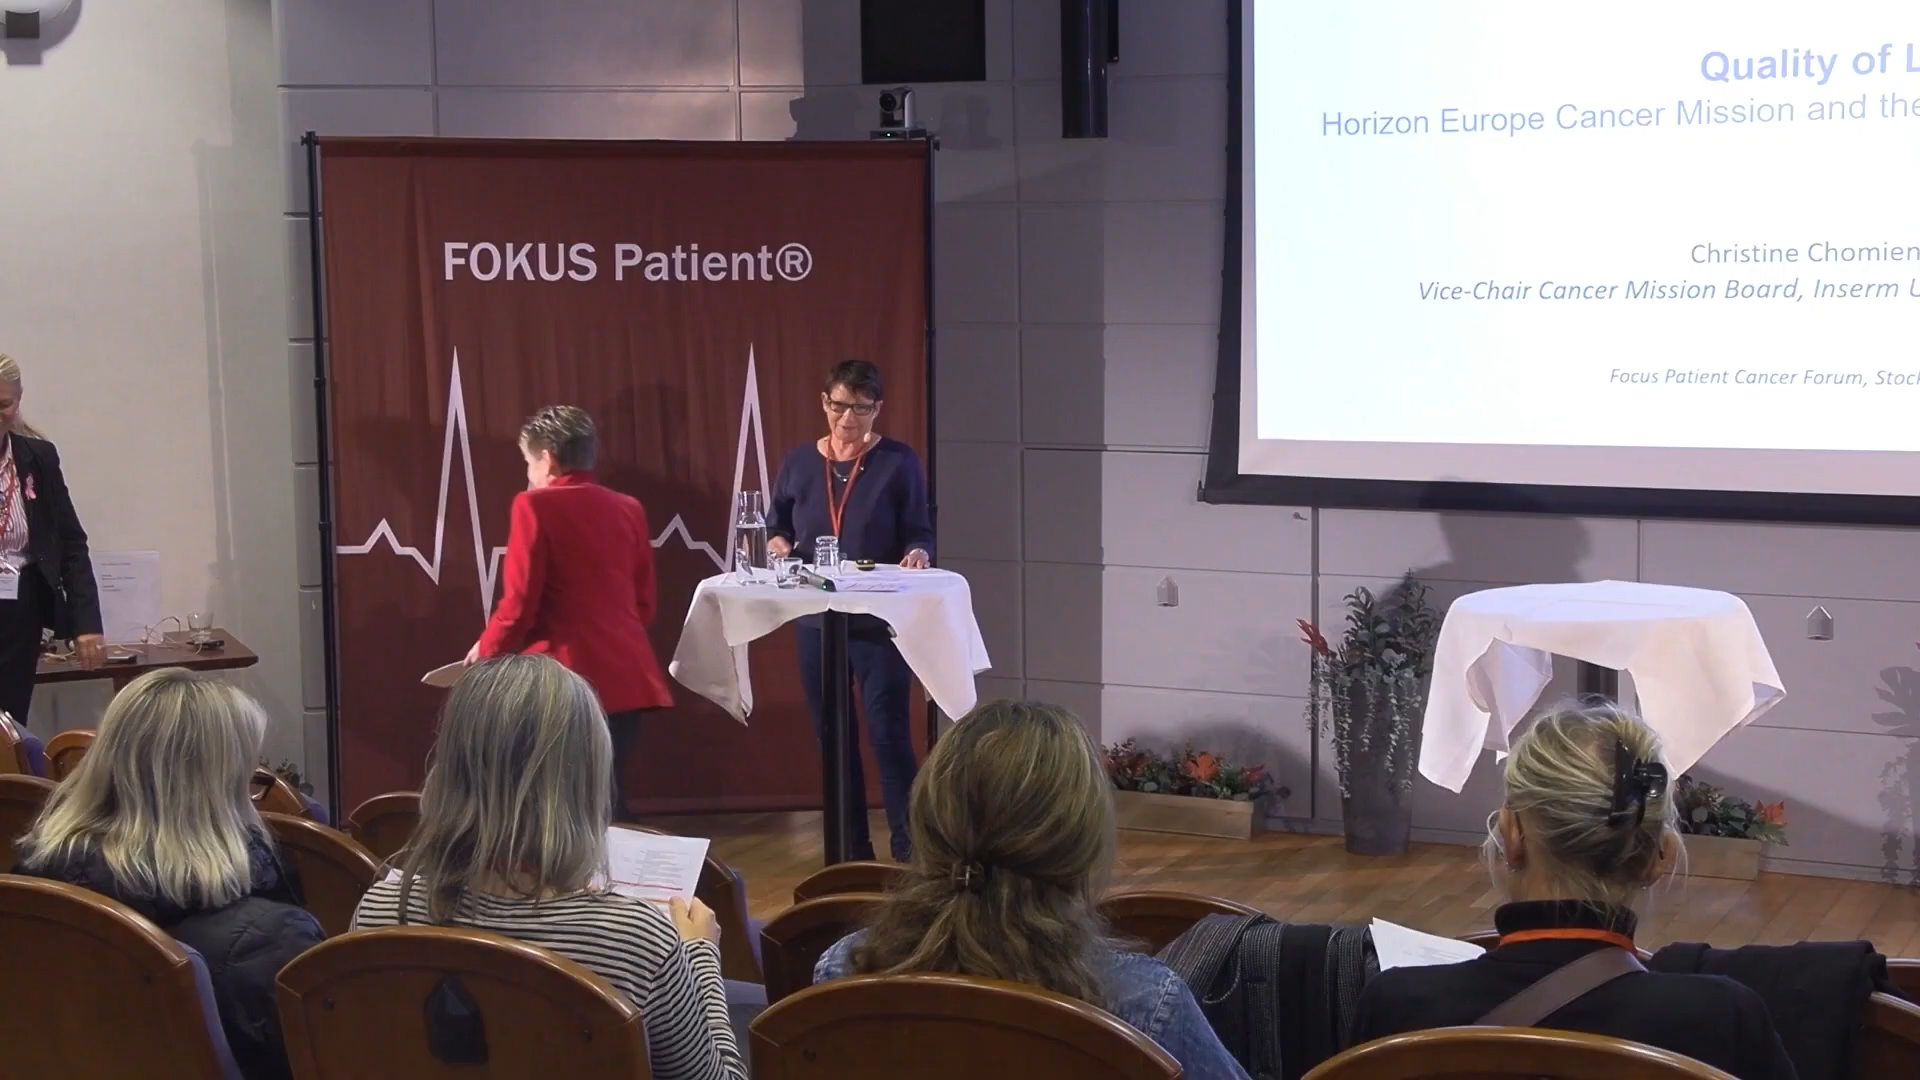 FOKUS Patient®
Quality of L
Horizon Europe Cancer Mission and the
Christine Chomien
Vice-Chair Cancer Mission Board, Inserm U
Focus Patient Cancer Forum, Stock